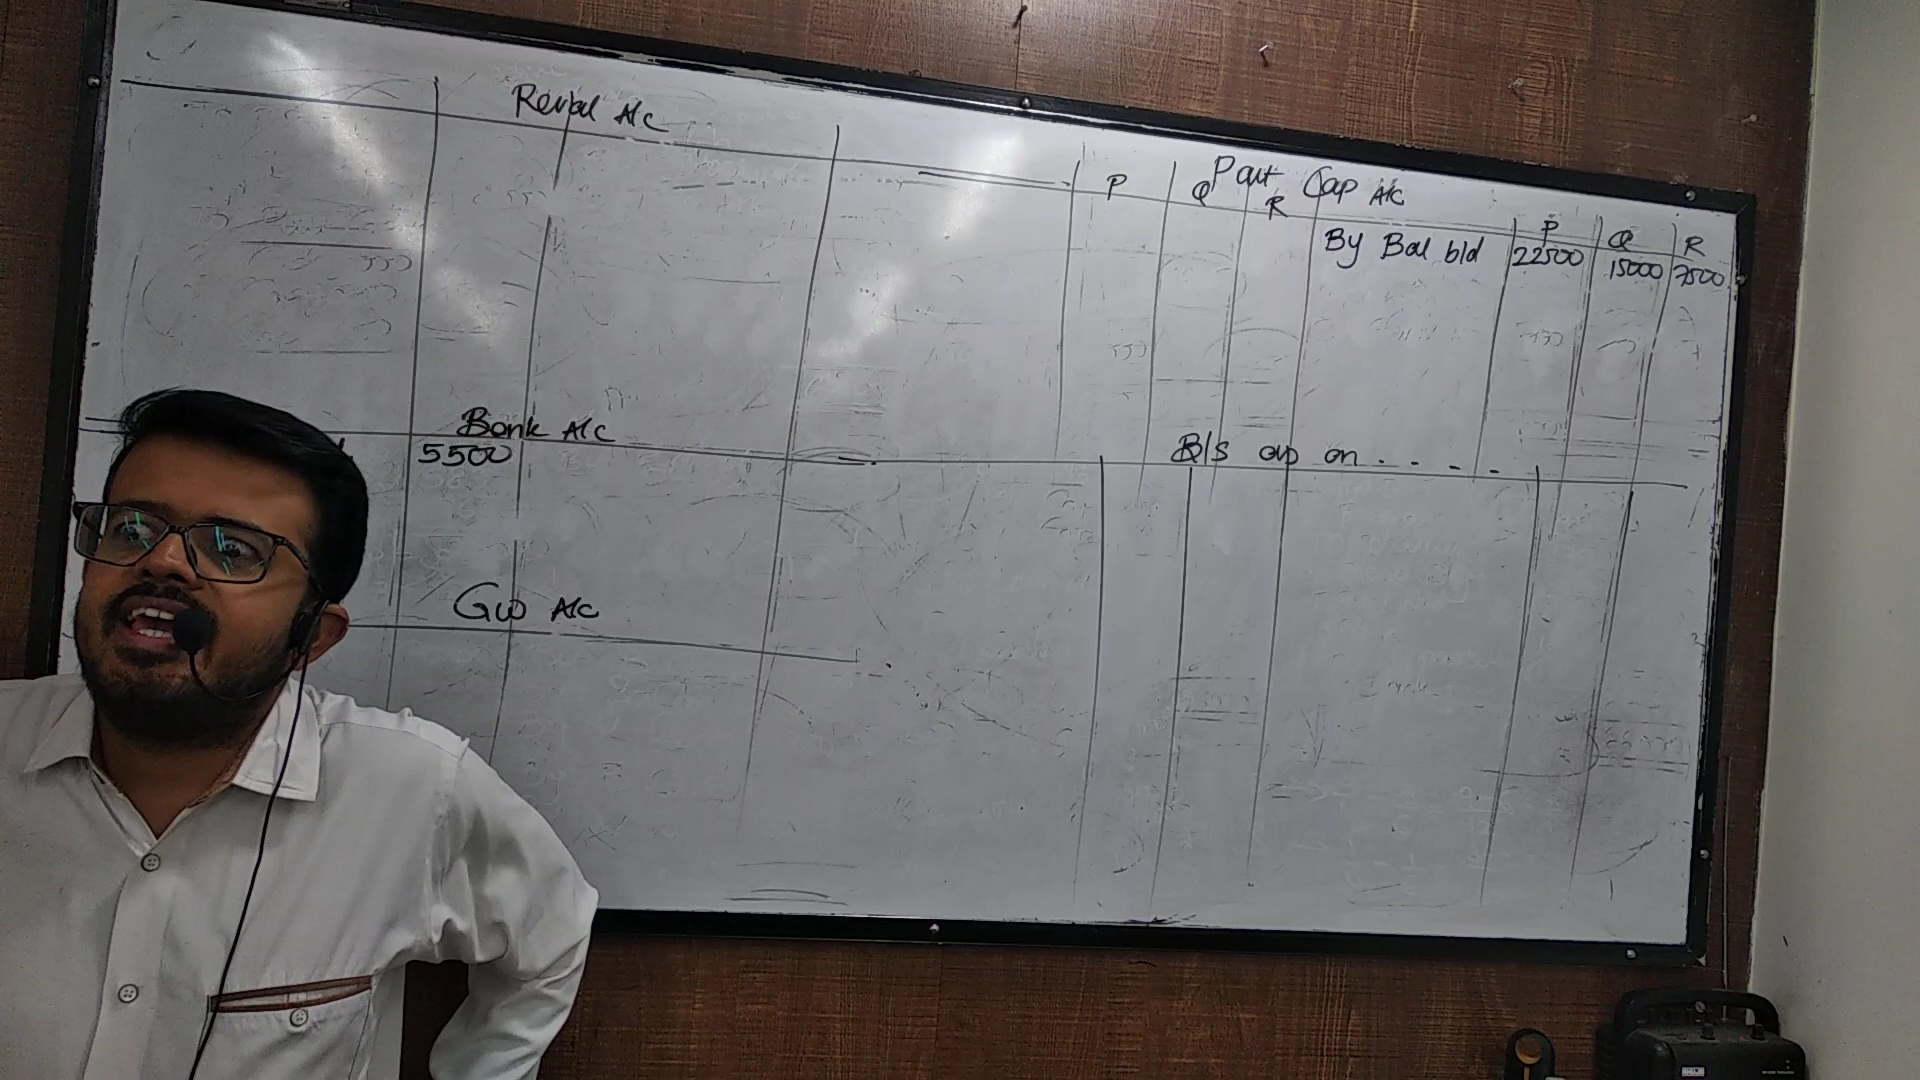 Reval A/c
Part Cap A/c
P Q R P Q R
By Bal b/d 22500 15000 7500
Bank A/c
5500
B/S as on . . . .
GW A/c